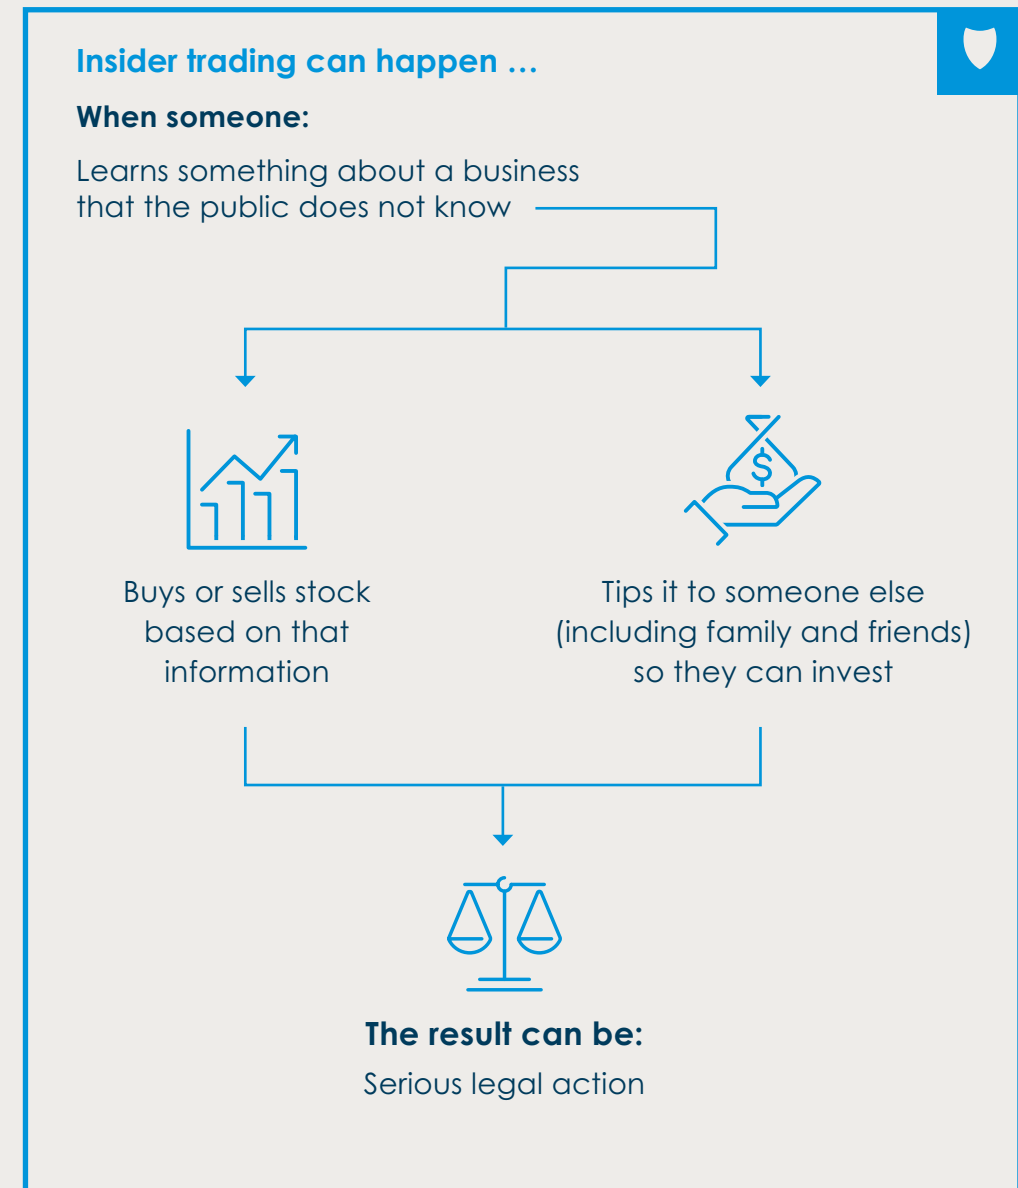 Insider trading can happen …
When someone:
Learns something about a business
that the public does not know
Buys or sells stock
based on that
information
Tips it to someone else
(including family and friends)
so they can invest
$
The result can be:
Serious legal action